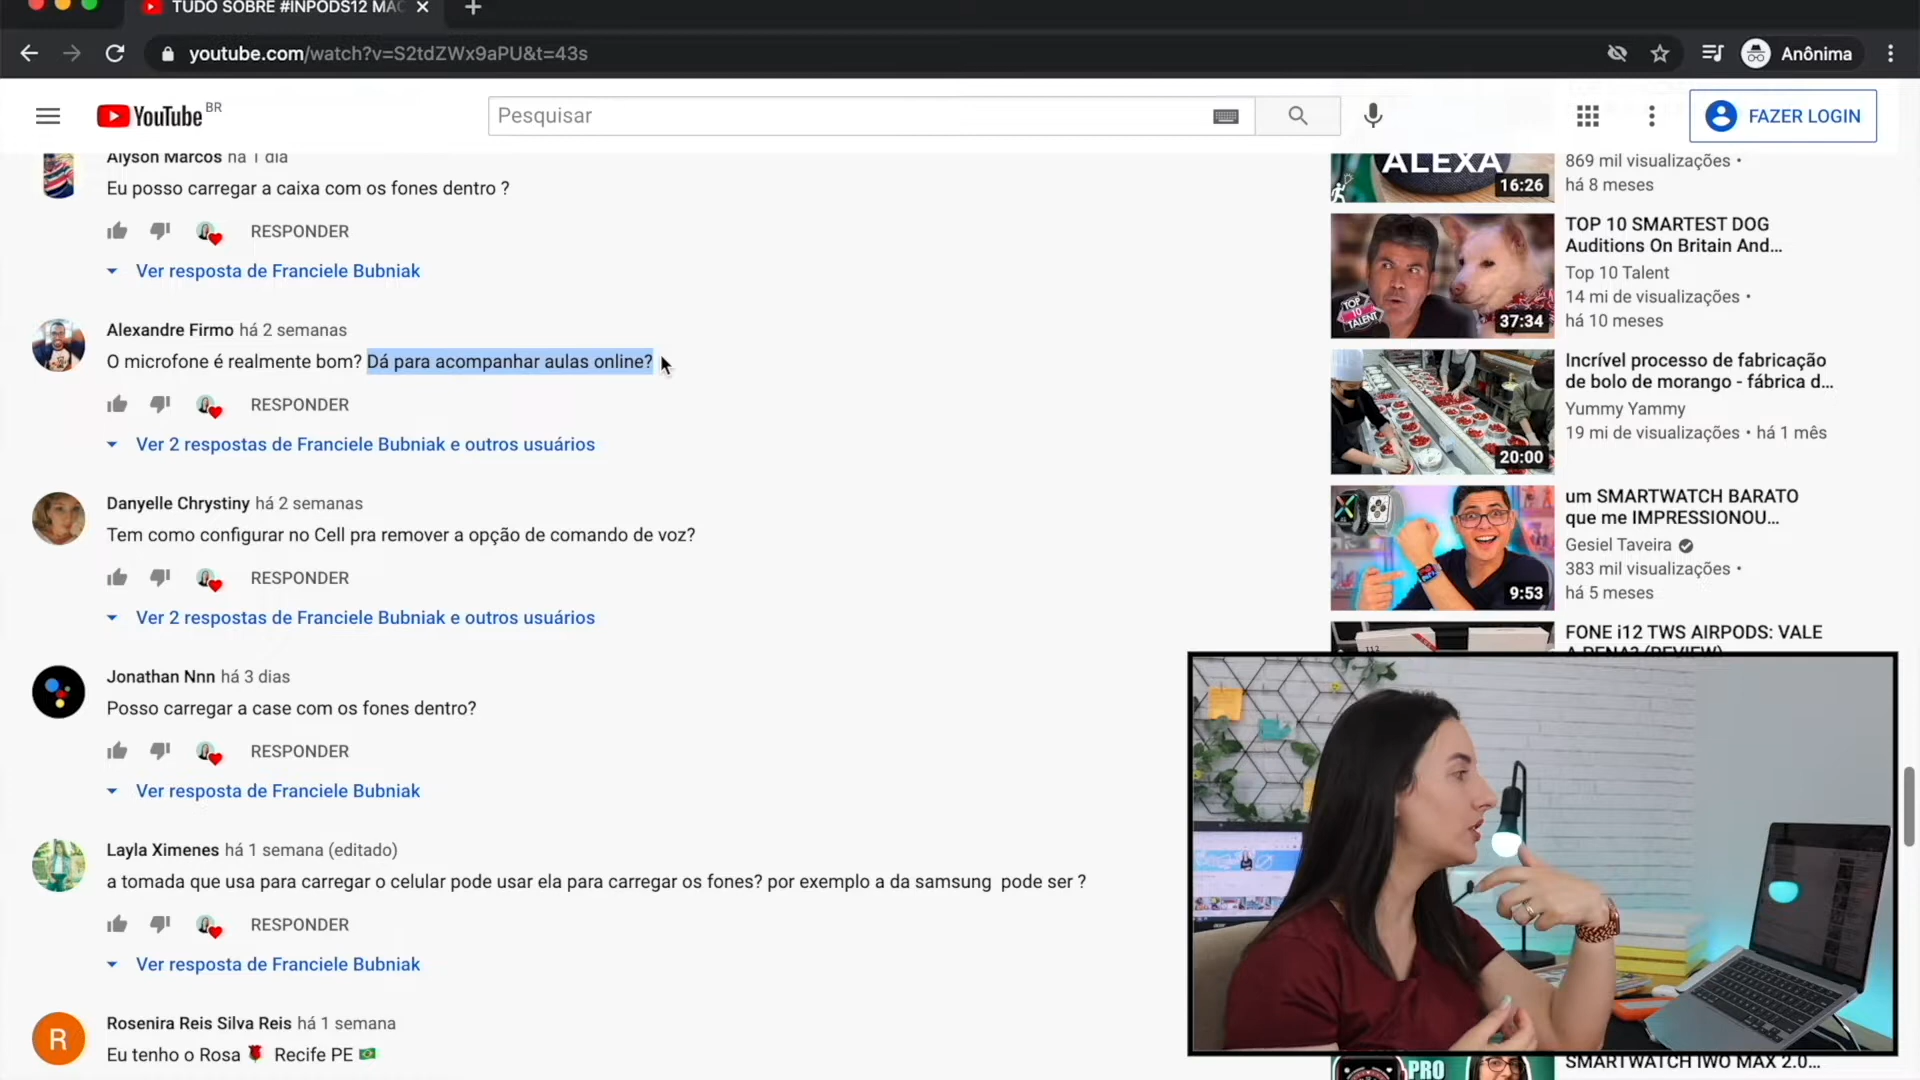 TUDO SOBRE #INPODS12 MAC
youtube.com/watch?v=S2tdZWx9aPU&t=43s
Anônima
YouTube BR
Pesquisar
FAZER LOGIN
Alyson Marcos há 1 dia
Eu posso carregar a caixa com os fones dentro ?
RESPONDER
Ver resposta de Franciele Bubniak
Alexandre Firmo há 2 semanas
O microfone é realmente bom? Dá para acompanhar aulas online?
RESPONDER
Ver 2 respostas de Franciele Bubniak e outros usuários
Danyelle Chrystiny há 2 semanas
Tem como configurar no Cell pra remover a opção de comando de voz?
RESPONDER
Ver 2 respostas de Franciele Bubniak e outros usuários
Jonathan Nnn há 3 dias
Posso carregar a case com os fones dentro?
RESPONDER
Ver resposta de Franciele Bubniak
Layla Ximenes há 1 semana (editado)
a tomada que usa para carregar o celular pode usar ela para carregar os fones? por exemplo a da samsung pode ser ?
RESPONDER
Ver resposta de Franciele Bubniak
R
Rosenira Reis Silva Reis há 1 semana
Eu tenho o Rosa 🌹 Recife PE 🇧🇷
ALEXA
16:26
869 mil visualizações •
há 8 meses
TOP 10 TALENT
37:34
TOP 10 SMARTEST DOG
Auditions On Britain And...
Top 10 Talent
14 mi de visualizações •
há 10 meses
20:00
Incrível processo de fabricação
de bolo de morango - fábrica d...
Yummy Yammy
19 mi de visualizações • há 1 mês
9:53
um SMARTWATCH BARATO
que me IMPRESSIONOU...
Gesiel Taveira
383 mil visualizações •
há 5 meses
FONE i12 TWS AIRPODS: VALE
A PENA? (REVIEW)
PRO
SMARTWATCH IWO MAX 2.0...